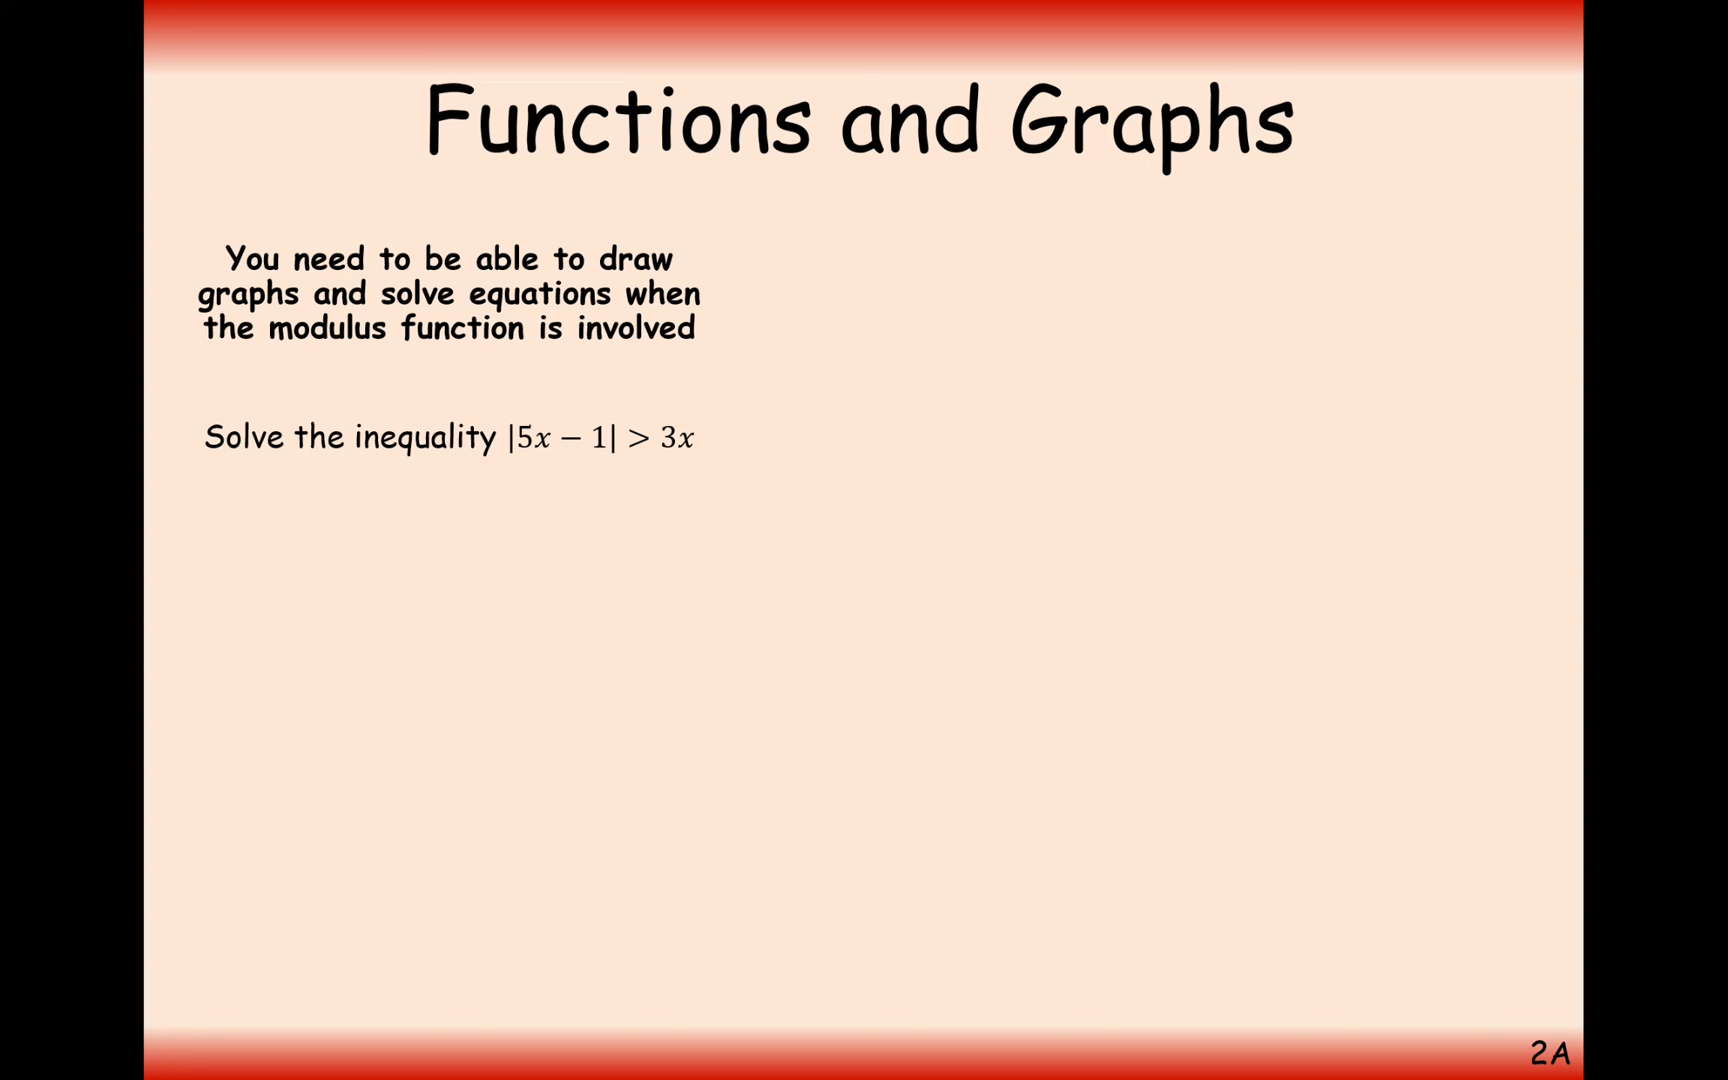 Functions and Graphs
You need to be able to draw
graphs and solve equations when
the modulus function is involved
Solve the inequality |5𝑥 − 1| > 3𝑥
2A